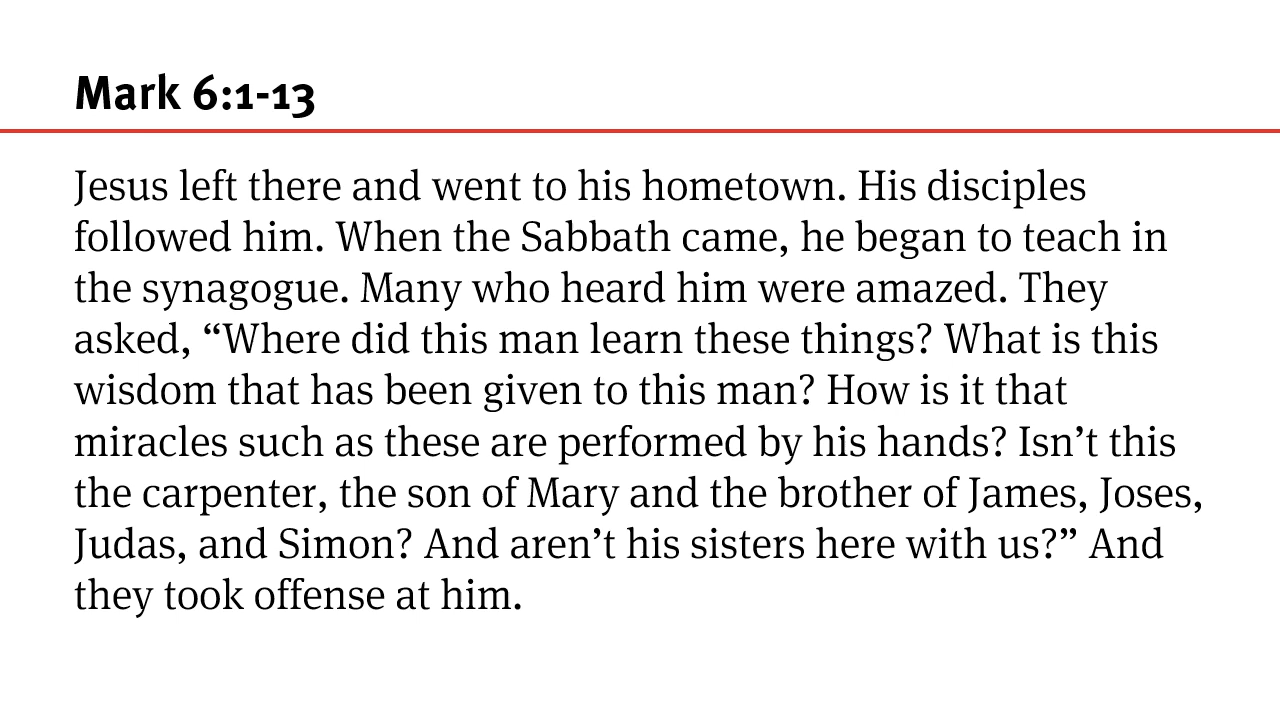 Mark 6:1-13
Jesus left there and went to his hometown. His disciples
followed him. When the Sabbath came, he began to teach in
the synagogue. Many who heard him were amazed. They
asked, “Where did this man learn these things? What is this
wisdom that has been given to this man? How is it that
miracles such as these are performed by his hands? Isn’t this
the carpenter, the son of Mary and the brother of James, Joses,
Judas, and Simon? And aren’t his sisters here with us?” And
they took offense at him.